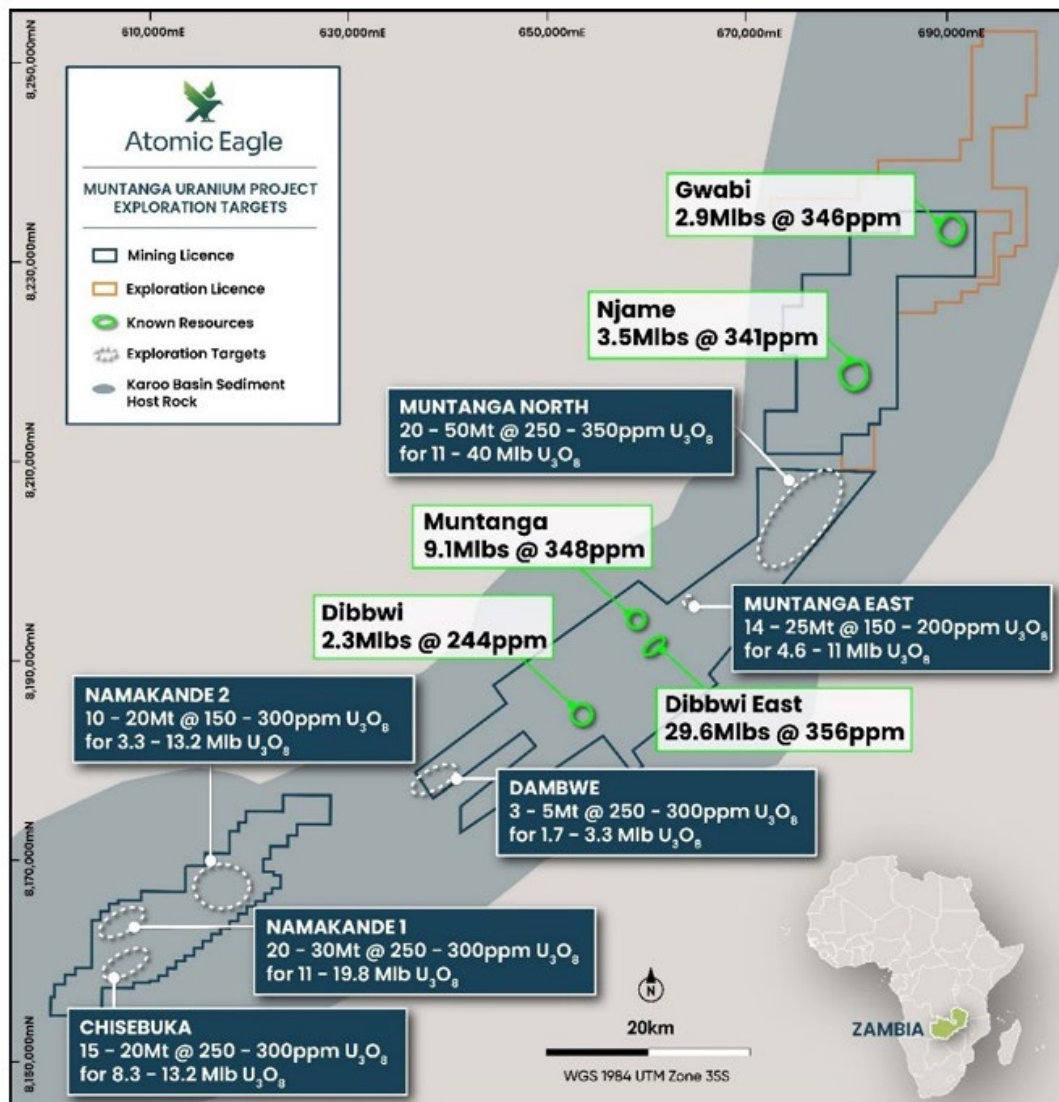 610,000mE
630,000mE
650,000mE
670,000mE
690,000mE
8,250,000mN
8,230,000mN
8,210,000mN
8,190,000mN
8,170,000mN
8,150,000mN
Atomic Eagle
MUNTANGA URANIUM PROJECT
EXPLORATION TARGETS
Mining Licence
Exploration Licence
Known Resources
Exploration Targets
Karoo Basin Sediment
Host Rock
Gwabi
2.9Mlbs @ 346ppm
Njame
3.5Mlbs @ 341ppm
MUNTANGA NORTH
20 - 50Mt @ 250 - 350ppm U₃O₈
for 11 - 40 Mlb U₃O₈
Muntanga
9.1Mlbs @ 348ppm
MUNTANGA EAST
14 - 25Mt @ 150 - 200ppm U₃O₈
for 4.6 - 11 Mlb U₃O₈
Dibbwi
2.3Mlbs @ 244ppm
Dibbwi East
29.6Mlbs @ 356ppm
NAMAKANDE 2
10 - 20Mt @ 150 - 300ppm U₃O₈
for 3.3 - 13.2 Mlb U₃O₈
DAMBWE
3 - 5Mt @ 250 - 300ppm U₃O₈
for 1.7 - 3.3 Mlb U₃O₈
NAMAKANDE 1
20 - 30Mt @ 250 - 300ppm U₃O₈
for 11 - 19.8 Mlb U₃O₈
CHISEBUKA
15 - 20Mt @ 250 - 300ppm U₃O₈
for 8.3 - 13.2 Mlb U₃O₈
N
20km
WGS 1984 UTM Zone 35S
ZAMBIA